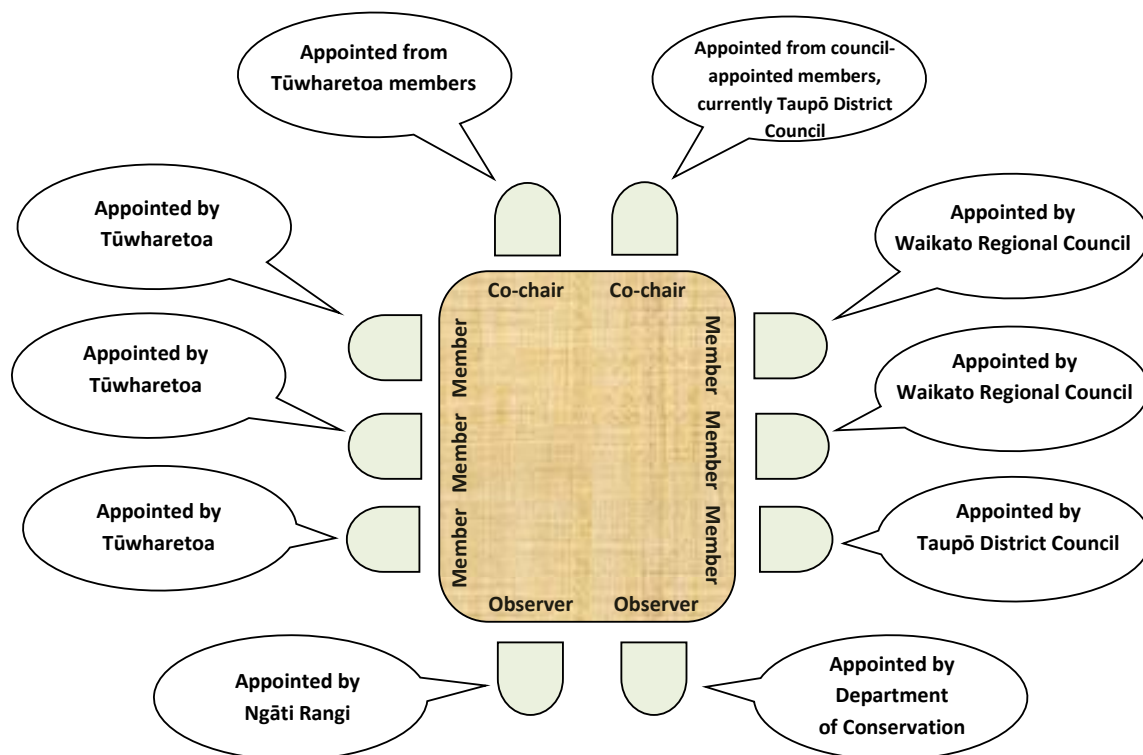 Appointed from
Tūwharetoa members
Appointed from council-
appointed members,
currently Taupō District
Council
Appointed by
Tūwharetoa
Appointed by
Waikato Regional Council
Co-chair
Co-chair
Member
Member
Appointed by
Tūwharetoa
Appointed by
Waikato Regional Council
Member
Member
Appointed by
Tūwharetoa
Appointed by
Taupō District Council
Member
Member
Observer
Observer
Appointed by
Ngāti Rangi
Appointed by
Department
of Conservation